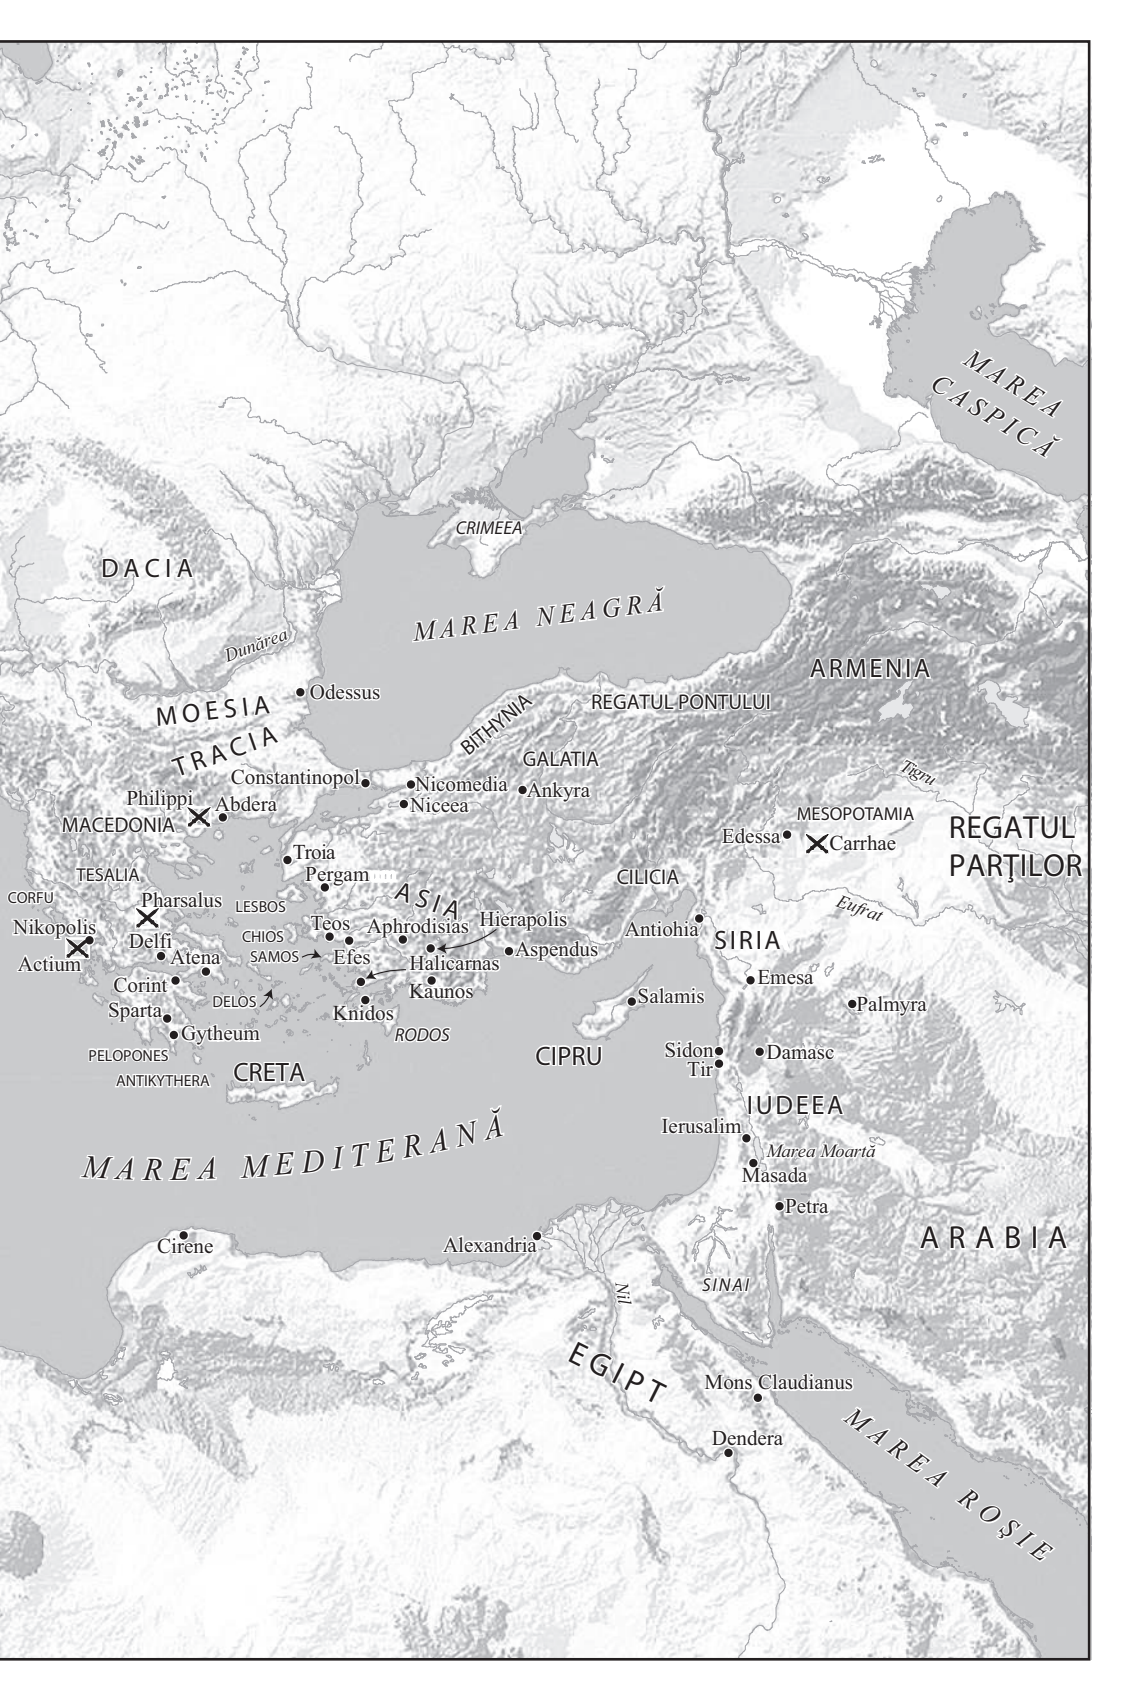 MAREA
CASPICĂ
CRIMEEA
DACIA
MAREA NEAGRĂ
Dunărea
ARMENIA
Odessus
REGATUL PONTULUI
MOESIA
BITHYNIA
TRACIA
GALATIA
Tigru
Constantinopol
Nicomedia
Ankyra
Philippi
Abdera
Niceea
MESOPOTAMIA
MACEDONIA
REGATUL
PARŢILOR
Edessa
Carrhae
Troia
TESALIA
Pergam
CILICIA
CORFU
Pharsalus
LESBOS
ASIA
Eufrat
Nikopolis
Teos
Aphrodisias
Hierapolis
Antiohia
Delfi
CHIOS
SIRIA
Actium
Atena
SAMOS
Efes
Halicarnas
Aspendus
Corint
Kaunos
Emesa
DELOS
Salamis
Palmyra
Sparta
Knidos
Gytheum
RODOS
PELOPONES
CIPRU
Sidon
Damasc
Tir
ANTIKYTHERA
CRETA
IUDEEA
Ierusalim
MAREA MEDITERANĂ
Marea Moartă
Masada
Petra
ARABIA
Cirene
Alexandria
SINAI
Nil
EGIPT
Mons Claudianus
Dendera
MAREA ROŞIE